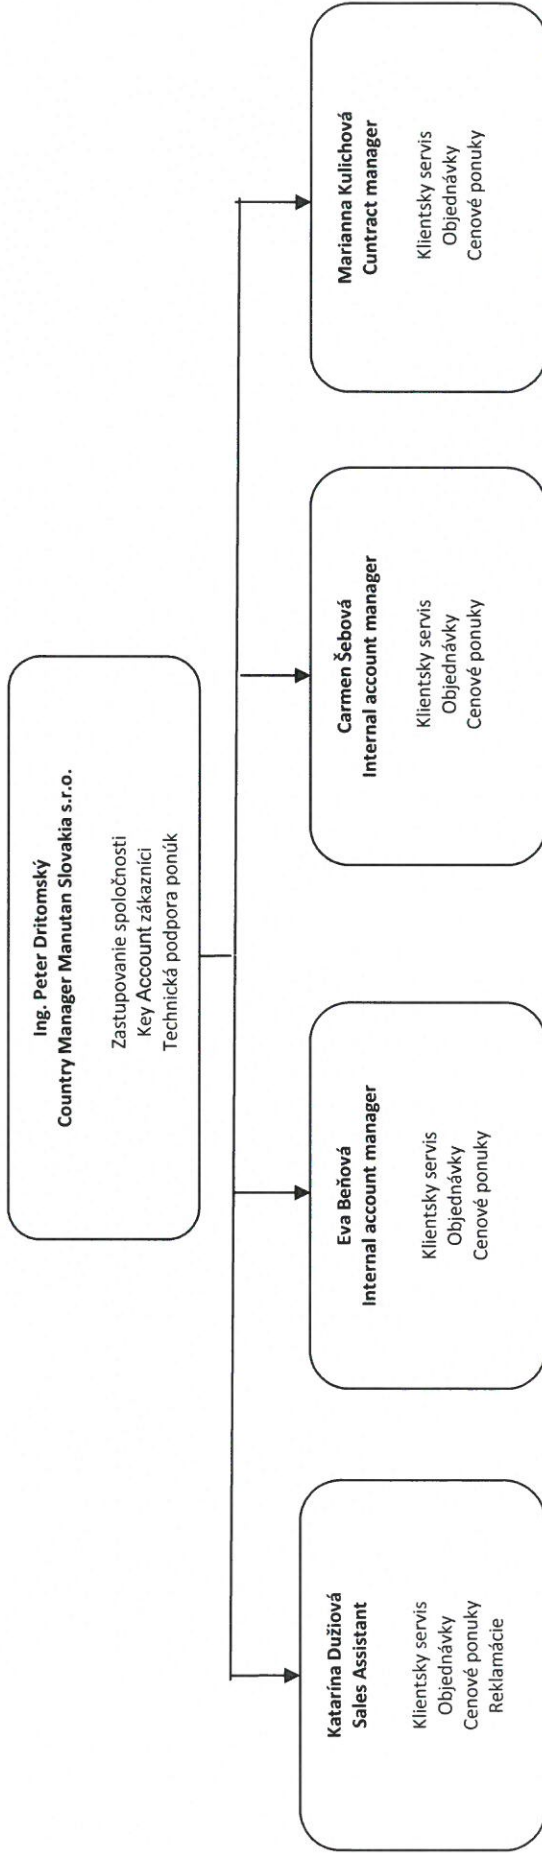 Ing. Peter Dritomský
Country Manager Manutan Slovakia s.r.o.
Zastupovanie spoločnosti
Key Account zákazníci
Technická podpora ponúk
Katarína Dužiová
Sales Assistant
Klientsky servis
Objednávky
Cenové ponuky
Reklamácie
Eva Beňová
Internal account manager
Klientsky servis
Objednávky
Cenové ponuky
Carmen Šebová
Internal account manager
Klientsky servis
Objednávky
Cenové ponuky
Marianna Kulichová
Cuntract manager
Klientsky servis
Objednávky
Cenové ponuky